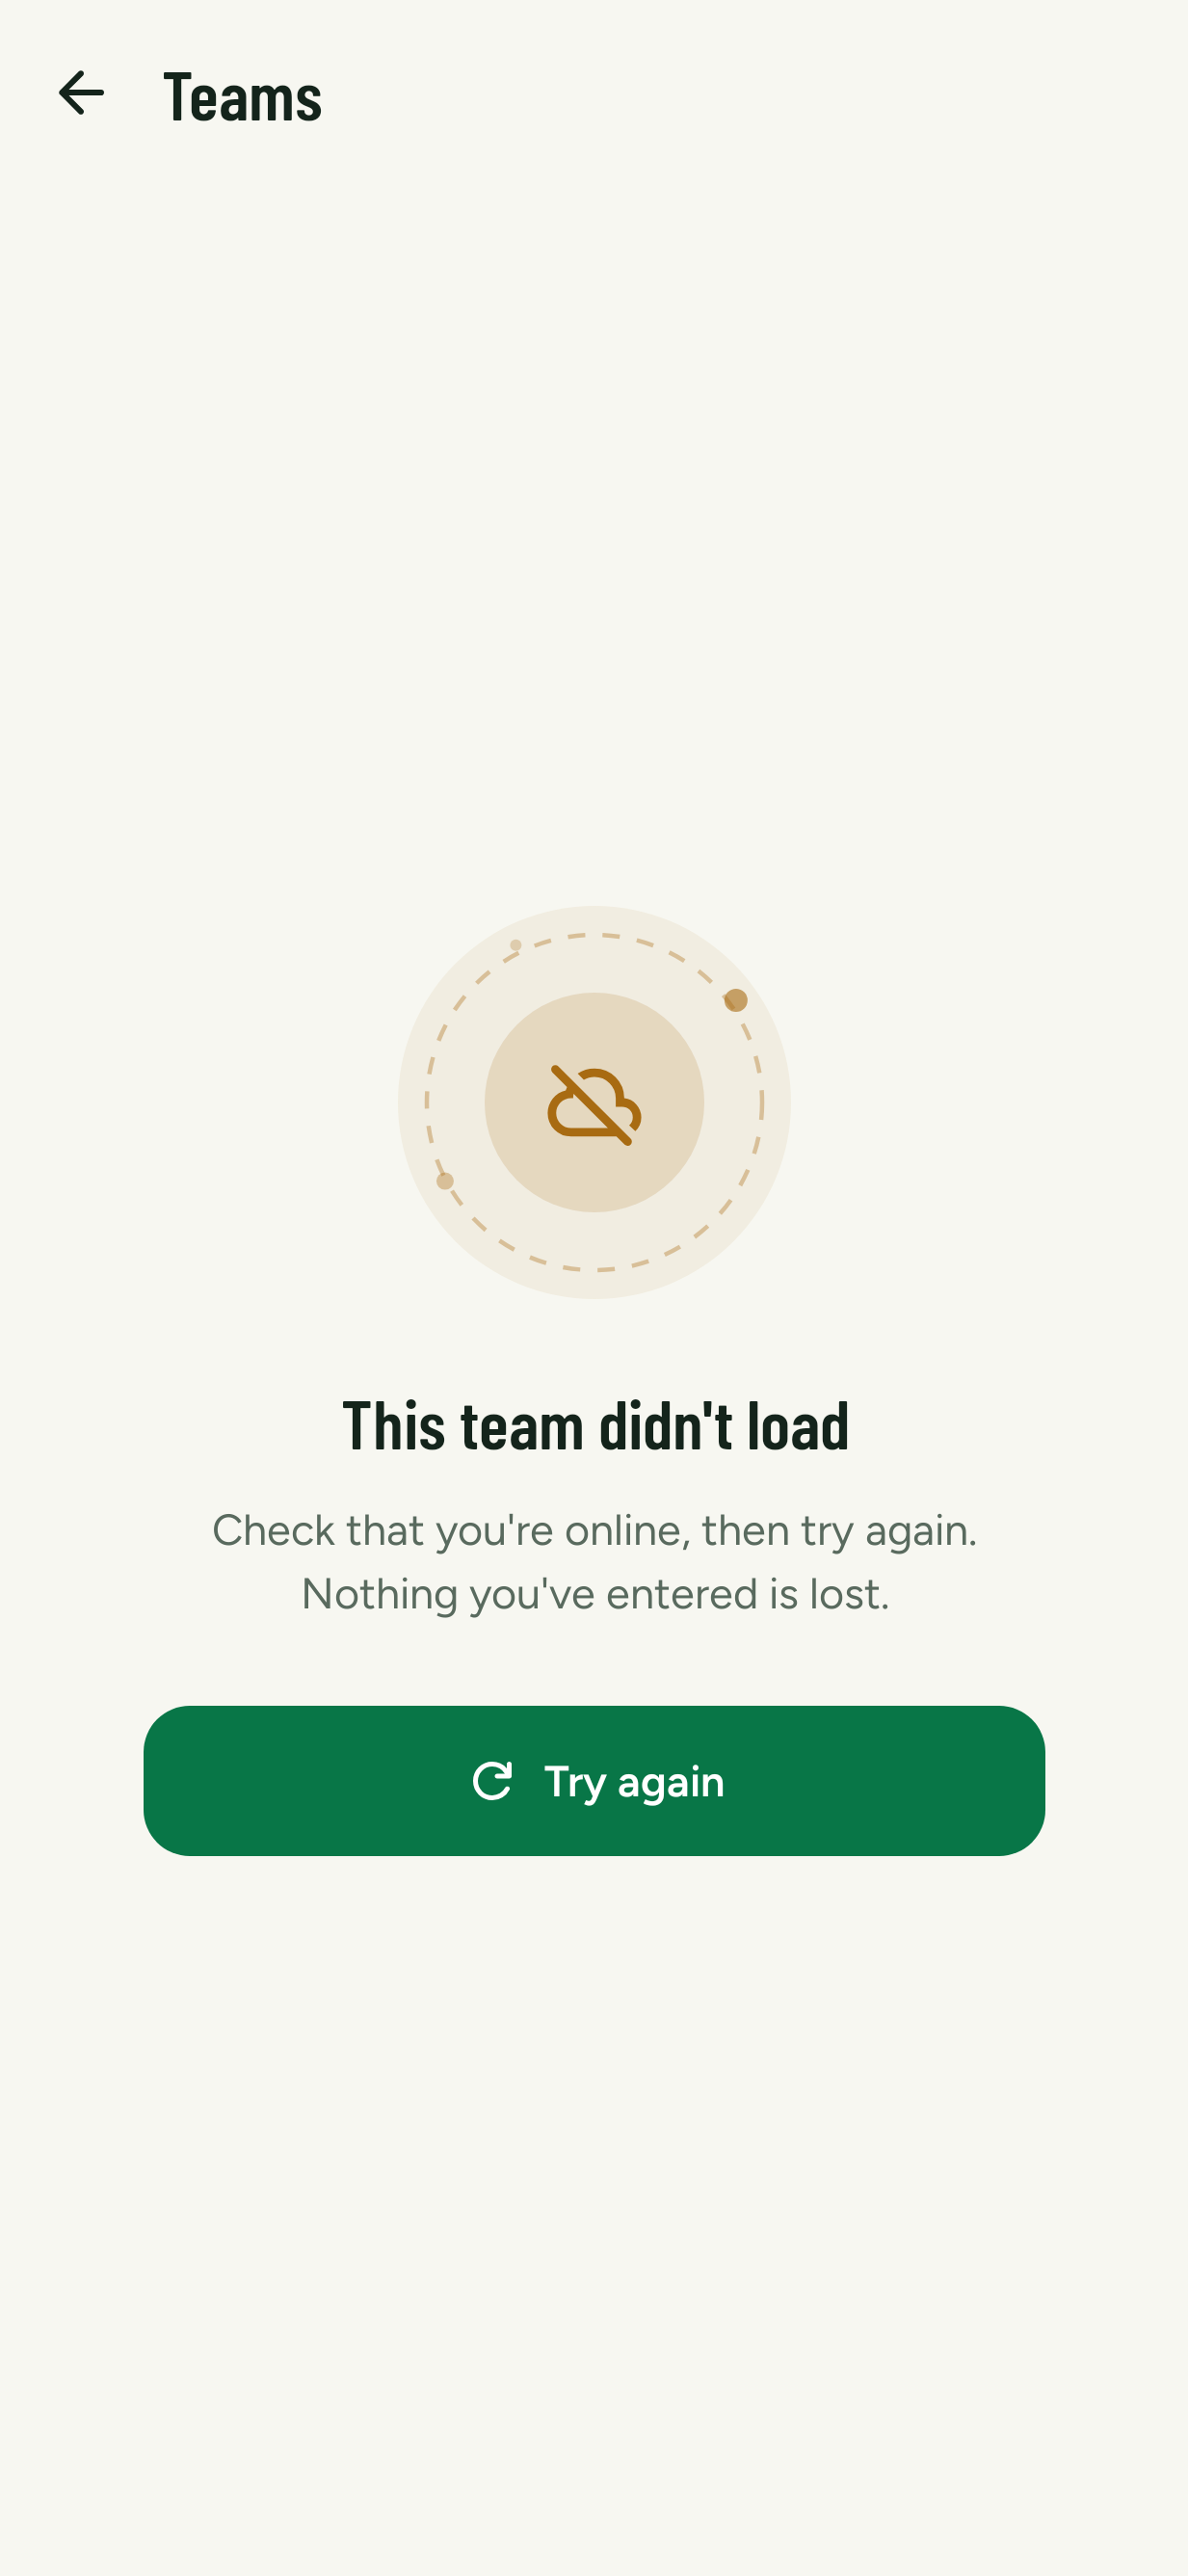 Teams
This team didn't load
Check that you're online, then try again.
Nothing you've entered is lost.
Try again